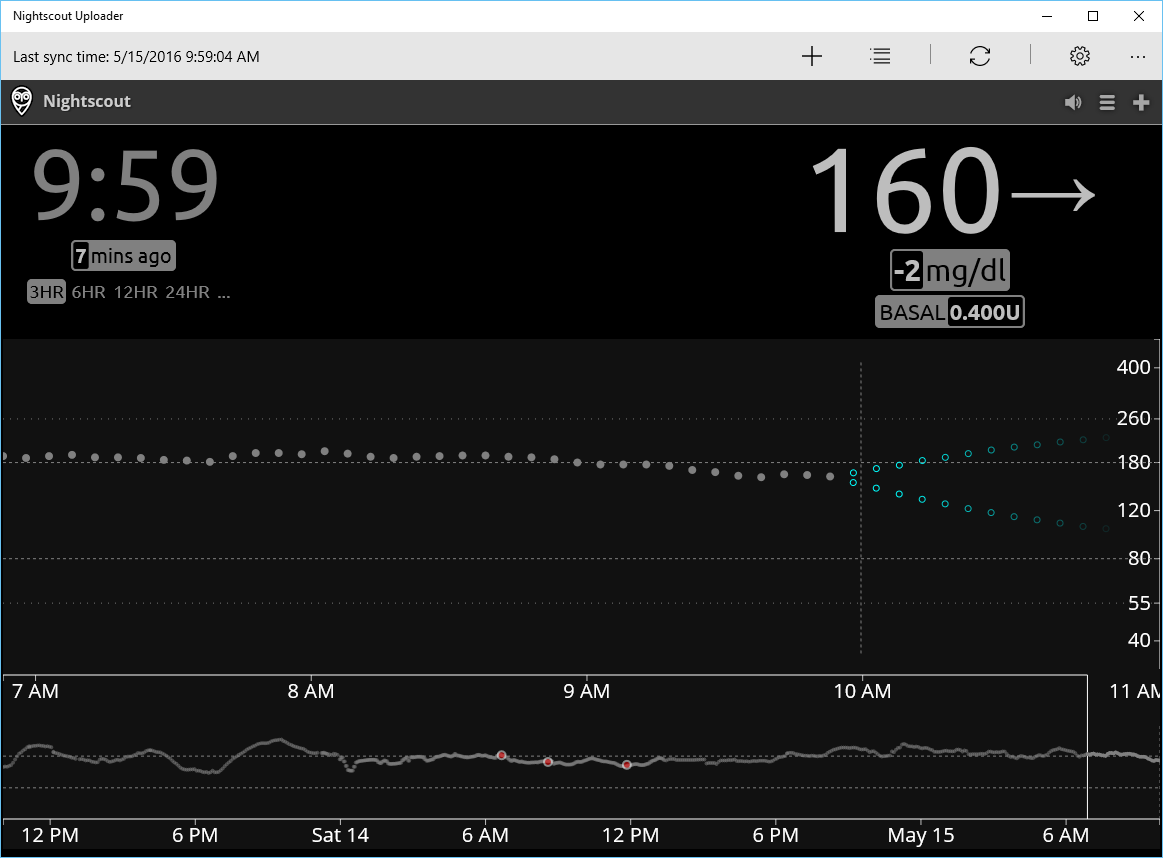 Nightscout Uploader
Last sync time: 5/15/2016 9:59:04 AM
Nightscout
9:59
7 mins ago
3HR 6HR 12HR 24HR ...
160→
-2 mg/dl
BASAL 0.400U
400
260
180
120
80
55
40
7 AM 8 AM 9 AM 10 AM 11 AM
12 PM 6 PM Sat 14 6 AM 12 PM 6 PM May 15 6 AM